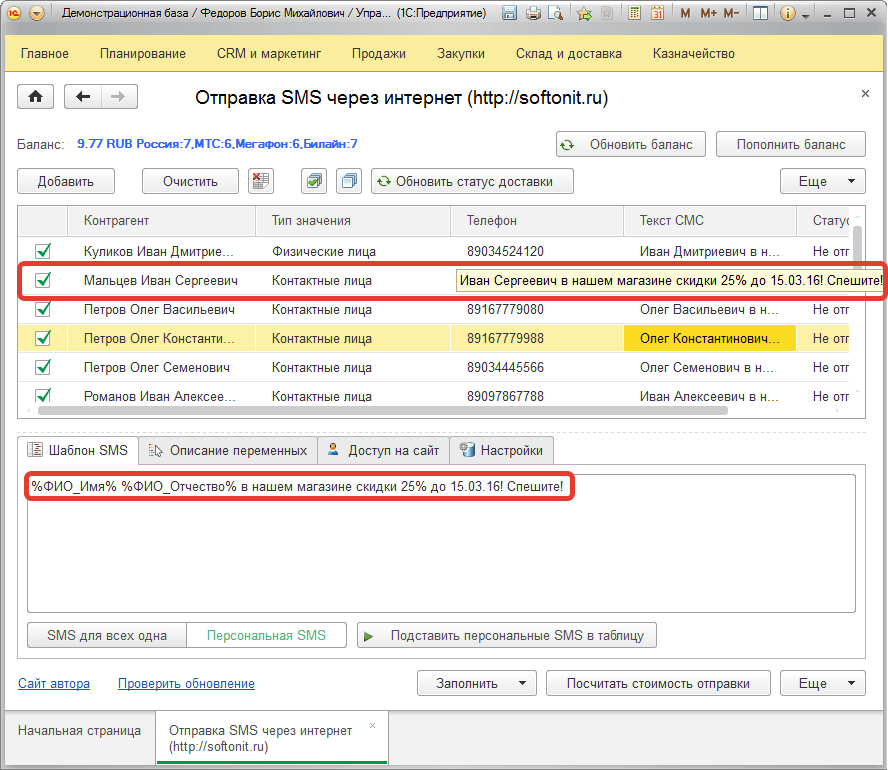 Демонстрационная база / Федоров Борис Михайлович / Упра... (1С:Предприятие) M M+ M-
Главное Планирование CRM и маркетинг Продажи Закупки Склад и доставка Казначейство
Отправка SMS через интернет (http://softonit.ru)
Баланс: 9.77 RUB Россия:7,МТС:6,Мегафон:6,Билайн:7 Обновить баланс Пополнить баланс
Добавить Очистить Обновить статус доставки Еще
Контрагент Тип значения Телефон Текст СМС Статус
Куликов Иван Дмитрие... Физические лица 89034524120 Иван Дмитриевич в н... Не отп
Мальцев Иван Сергеевич Контактные лица Иван Сергеевич в нашем магазине скидки 25% до 15.03.16! Спешите!
Петров Олег Васильевич Контактные лица 89167779080 Олег Васильевич в н... Не отп
Петров Олег Константи... Контактные лица 89167779988 Олег Константинович... Не отп
Петров Олег Семенович Контактные лица 89034445566 Олег Семенович в н... Не отп
Романов Иван Алексее... Контактные лица 89097867788 Иван Алексеевич в н... Не отп
Шаблон SMS Описание переменных Доступ на сайт Настройки
%ФИО_Имя% %ФИО_Отчество% в нашем магазине скидки 25% до 15.03.16! Спешите!
SMS для всех одна Персональная SMS Подставить персональные SMS в таблицу
Сайт автора Проверить обновление Заполнить Посчитать стоимость отправки Еще
Начальная страница Отправка SMS через интернет
(http://softonit.ru)